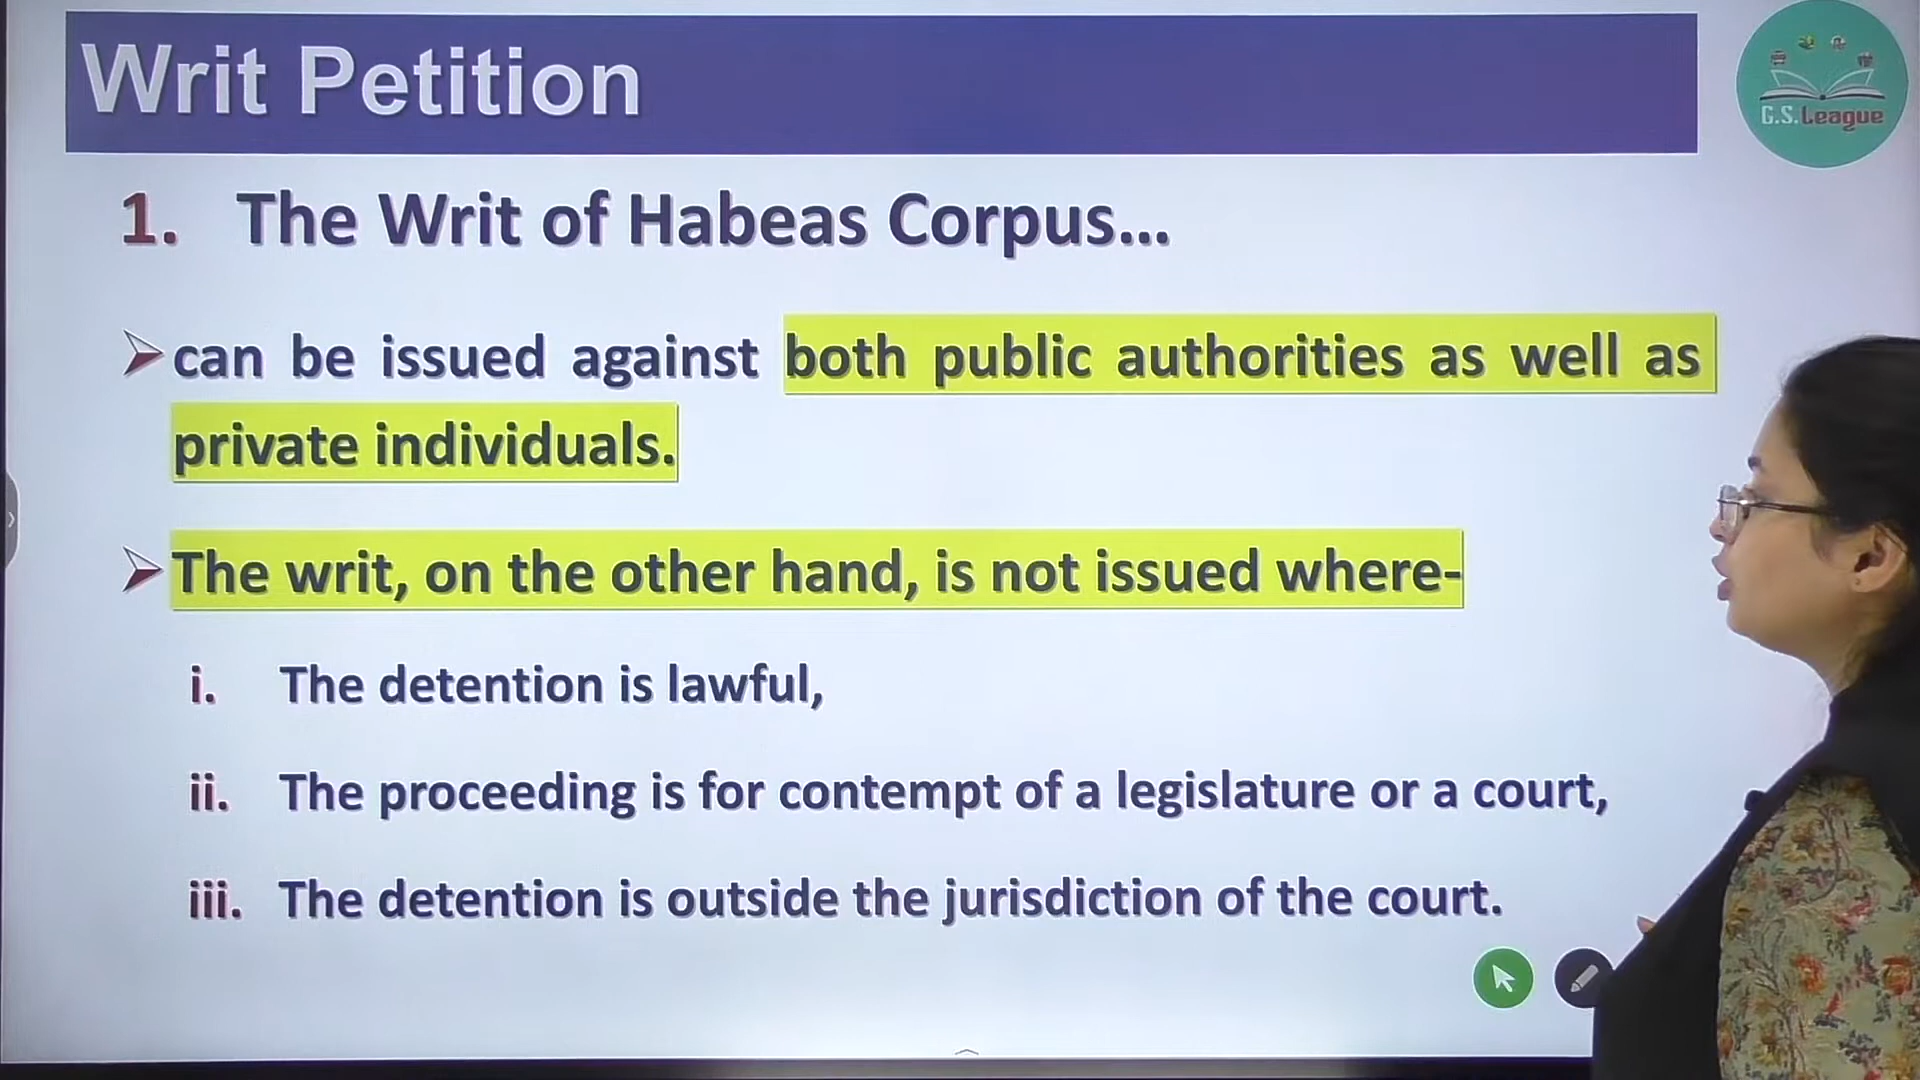 Writ Petition
G.S.League
1. The Writ of Habeas Corpus...
can be issued against both public authorities as well as
private individuals.
The writ, on the other hand, is not issued where-
i. The detention is lawful,
ii. The proceeding is for contempt of a legislature or a court,
iii. The detention is outside the jurisdiction of the court.